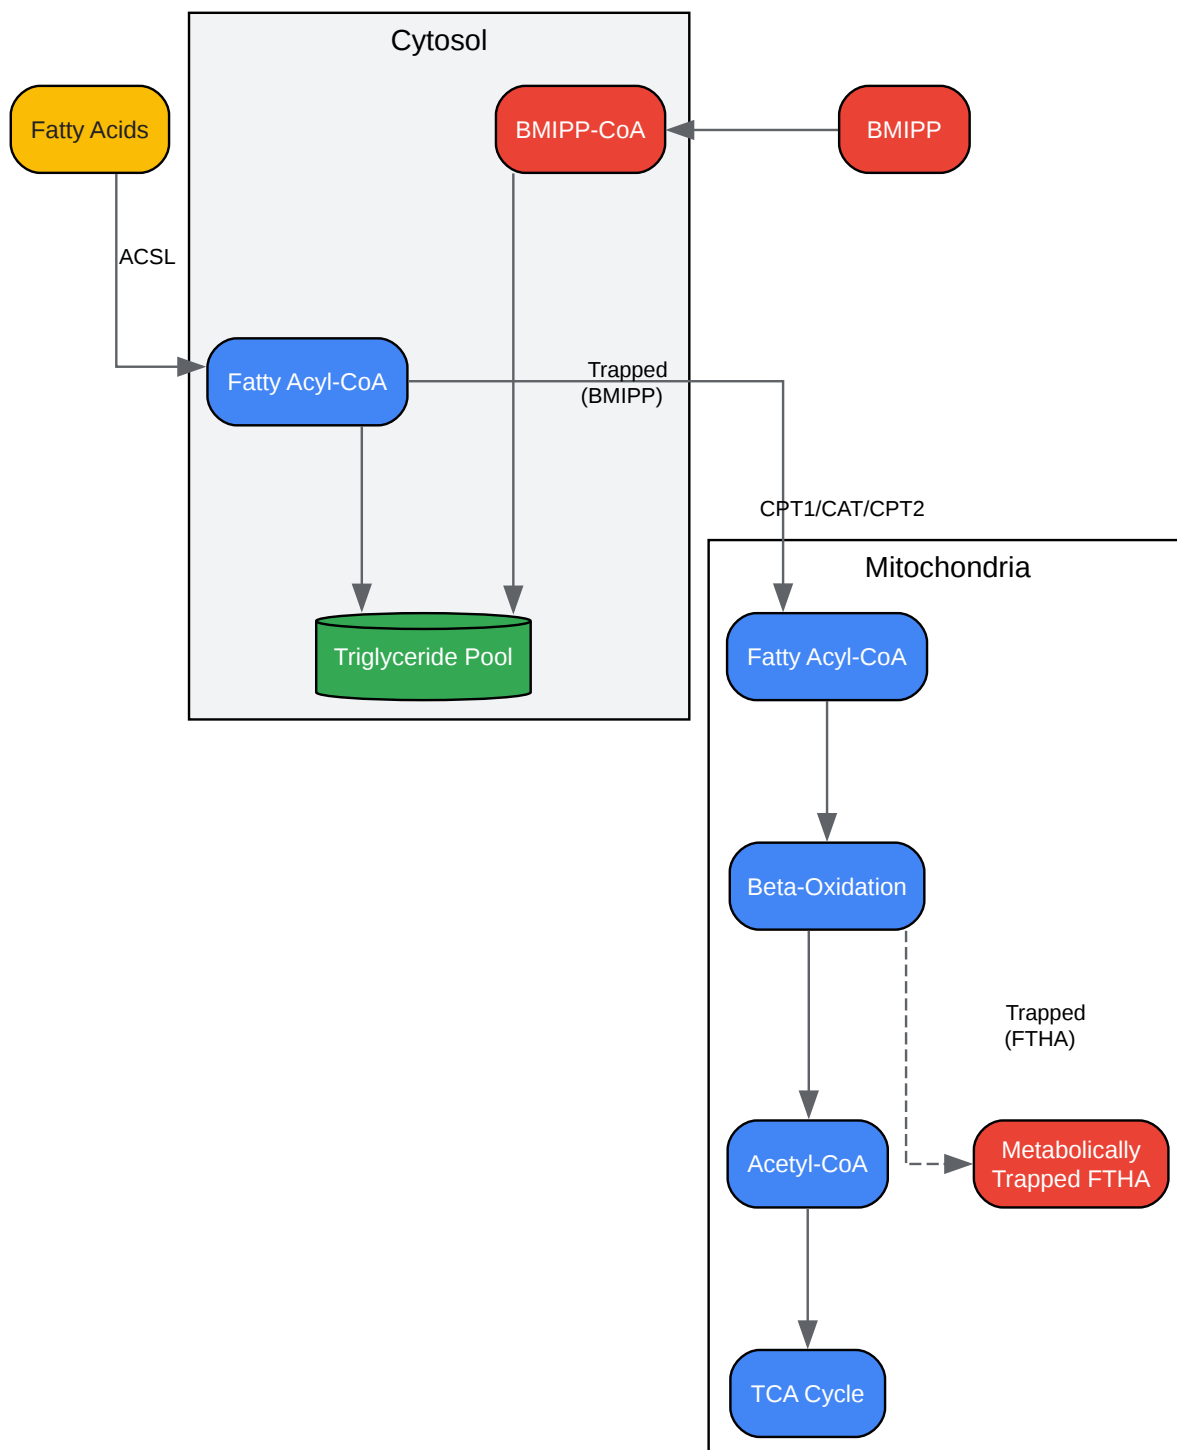 Cytosol
Fatty Acids
BMIPP-CoA
BMIPP
ACSL
Fatty Acyl-CoA
Trapped
(BMIPP)
CPT1/CAT/CPT2
Mitochondria
Triglyceride Pool
Fatty Acyl-CoA
Beta-Oxidation
Trapped
(FTHA)
Acetyl-CoA
Metabolically
Trapped FTHA
TCA Cycle